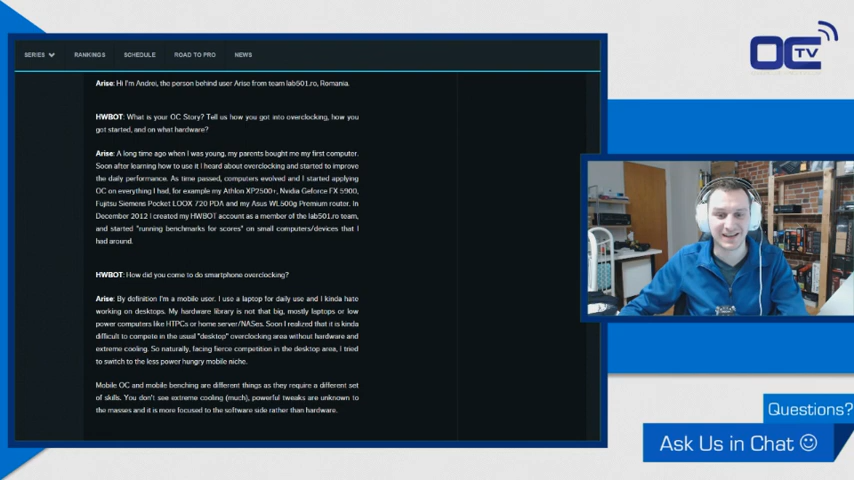 SERIES
RANKINGS
SCHEDULE
ROAD TO PRO
NEWS
OC
TV
Arise: Hi I'm Andrei, the person behind user Arise from team lab501.ro, Romania.
HWBOT: What is your OC Story? Tell us how you got into overclocking, how you
got started, and on what hardware?
Arise: A long time ago when I was young, my parents bought me my first computer.
Soon after learning how to use it I heard about overclocking and started to improve
the daily performance. As time passed, computers evolved and I started applying
OC on everything I had, for example my Athlon XP2500+, Nvidia Geforce FX 5900,
Fujitsu Siemens Pocket LOOX 720 PDA and my Asus WL500g Premium router. In
December 2012 I created my HWBOT account as a member of the lab501.ro team,
and started "running benchmarks for scores" on small computers/devices that I
had around.
HWBOT: How did you come to do smartphone overclocking?
Arise: By definition I'm a mobile user. I use a laptop for daily use and I kinda hate
working on desktops. My hardware library is not that big, mostly laptops or low
power computers like HTPCs or home server/NASes. Soon I realized that it is kinda
difficult to compete in the usual "desktop" overclocking area without hardware and
extreme cooling. So naturally, facing fierce competition in the desktop area, I tried
to switch to the less power hungry mobile niche.
Mobile OC and mobile benching are different things as they require a different set
of skills. You don't see extreme cooling (much), powerful tweaks are unknown to
the masses and it is more focused to the software side rather than hardware.
Questions?
Ask Us in Chat ☺